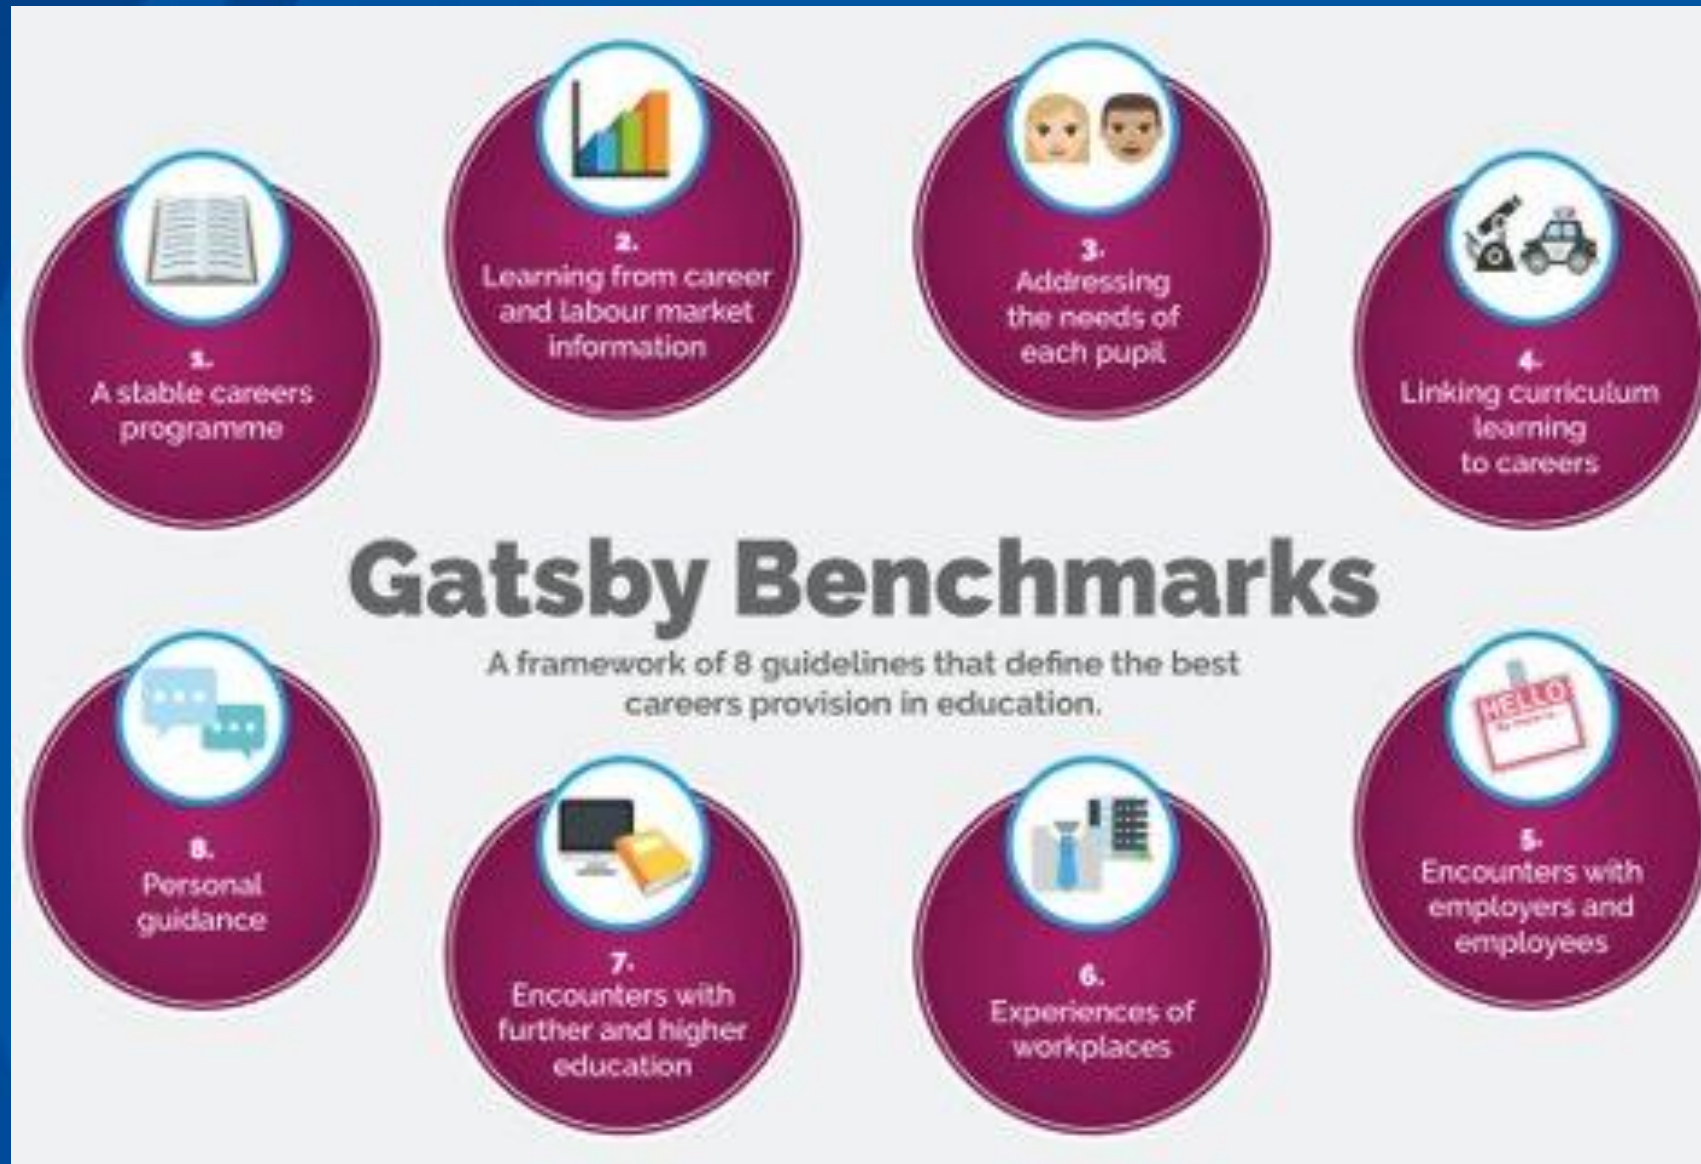 1.
A stable careers
programme
2.
Learning from career
and labour market
information
3.
Addressing
the needs of
each pupil
4.
Linking curriculum
learning
to careers
Gatsby Benchmarks
A framework of 8 guidelines that define the best
careers provision in education.
5.
HELLO
Encounters with
employers and
employees
6.
Experiences of
workplaces
7.
Encounters with
further and higher
education
8.
Personal
guidance